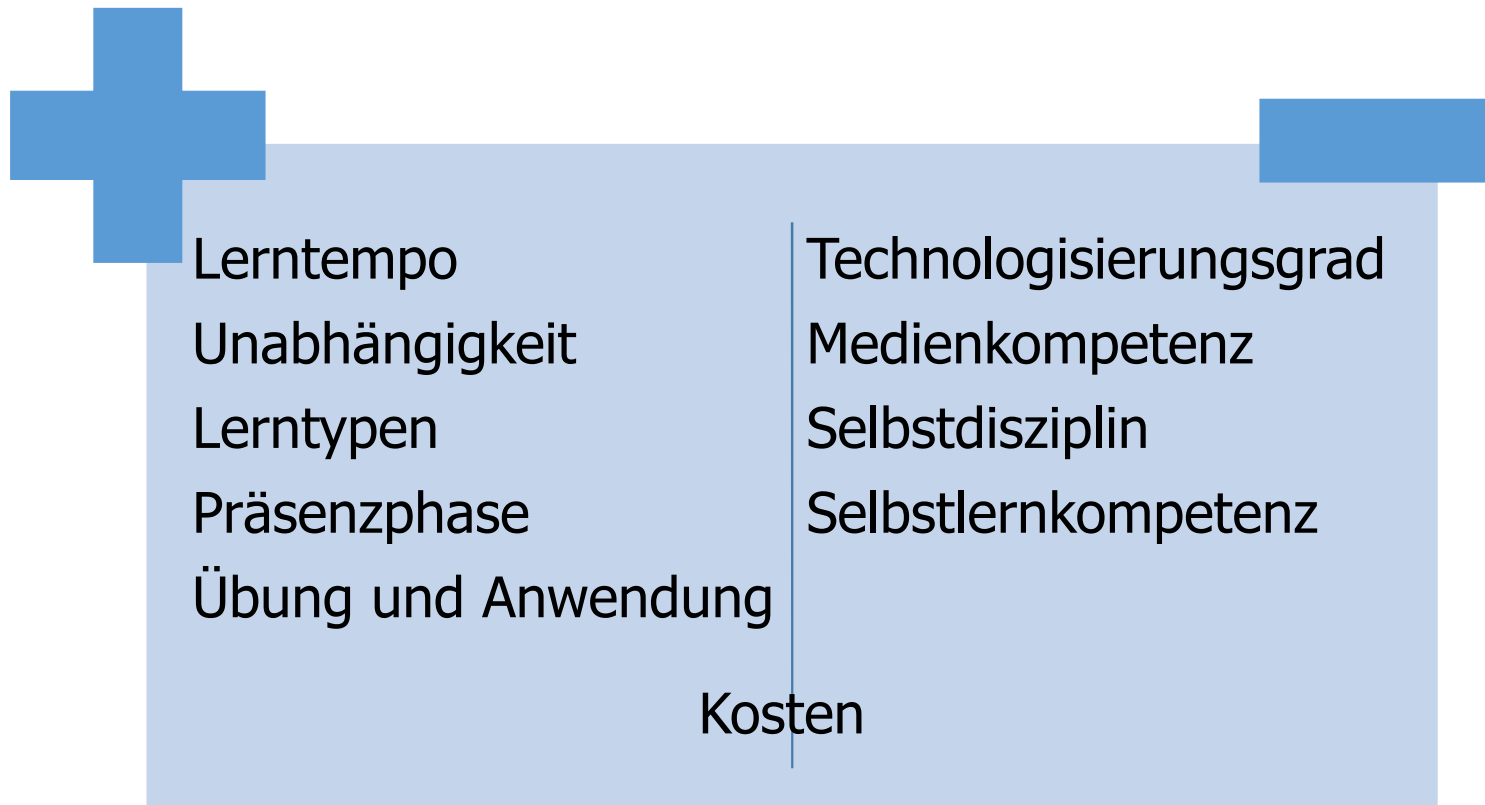 Lerntempo
Unabhängigkeit
Lerntypen
Präsenzphase
Übung und Anwendung
Technologisierungsgrad
Medienkompetenz
Selbstdisziplin
Selbstlernkompetenz
Kosten